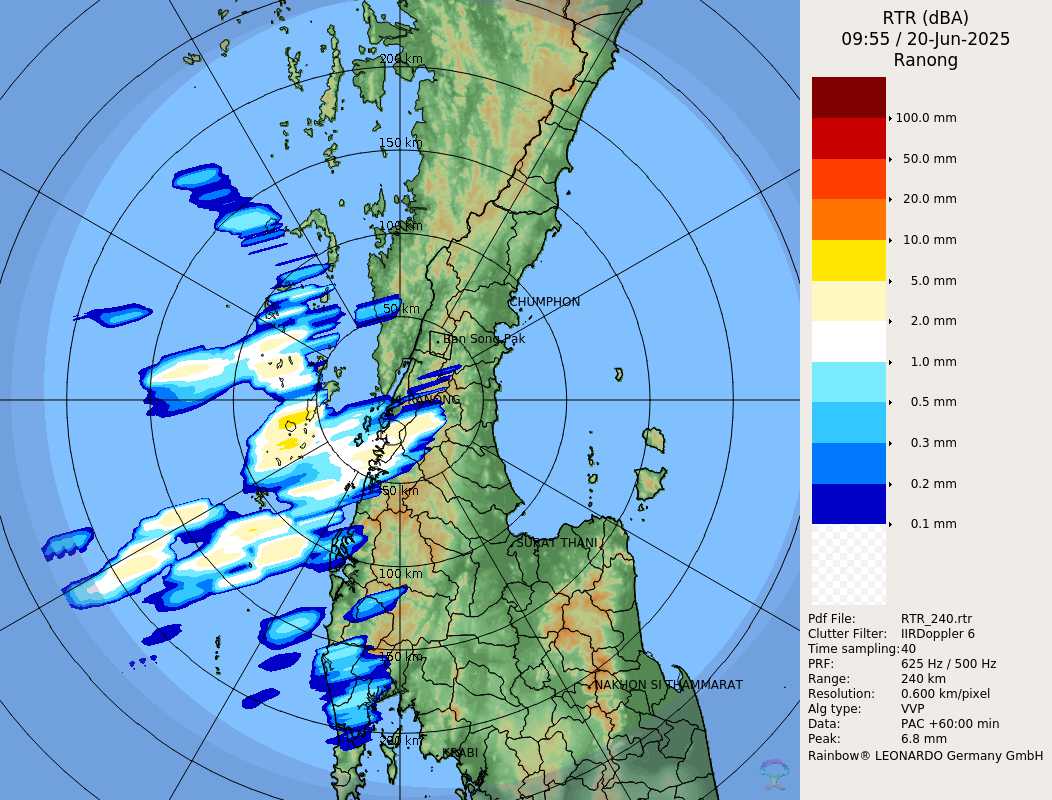 RTR (dBA)
09:55 / 20-Jun-2025
Ranong
200 km
150 km
100 km
50 km
CHUMPHON
Ban Song Pak
RANONG
50 km
SURAT THANI
100 km
150 km
NAKHON SI THAMMARAT
200 km
KRABI
100.0 mm
50.0 mm
20.0 mm
10.0 mm
5.0 mm
2.0 mm
1.0 mm
0.5 mm
0.3 mm
0.2 mm
0.1 mm
Pdf File: RTR_240.rtr
Clutter Filter: IIRDoppler 6
Time sampling:40
PRF: 625 Hz / 500 Hz
Range: 240 km
Resolution: 0.600 km/pixel
Alg type: VVP
Data: PAC +60:00 min
Peak: 6.8 mm
Rainbow® LEONARDO Germany GmbH